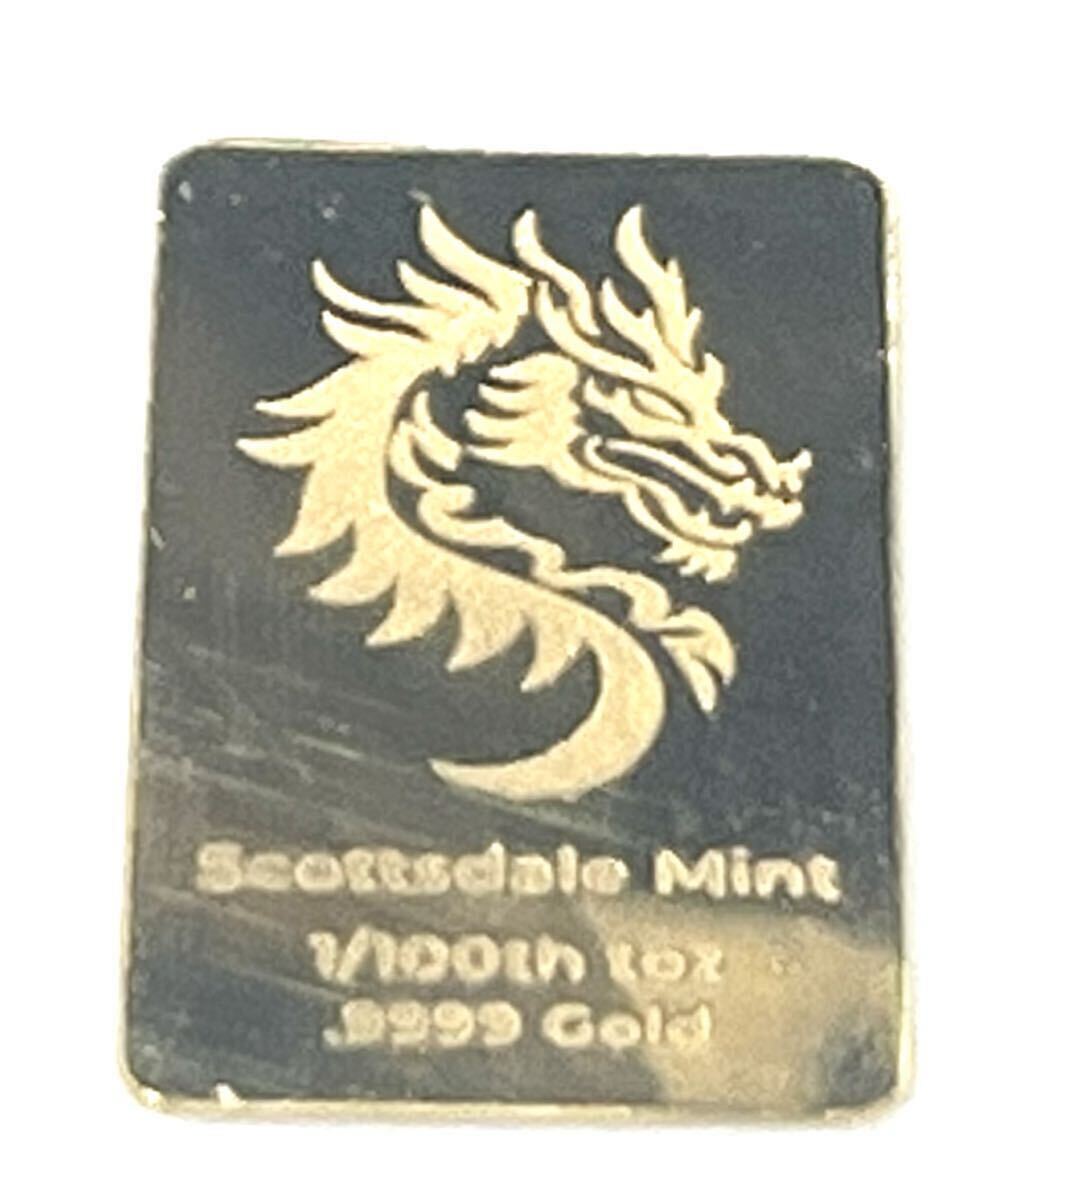 Scottsdale Mint
1/100th toz
.9999 Gold